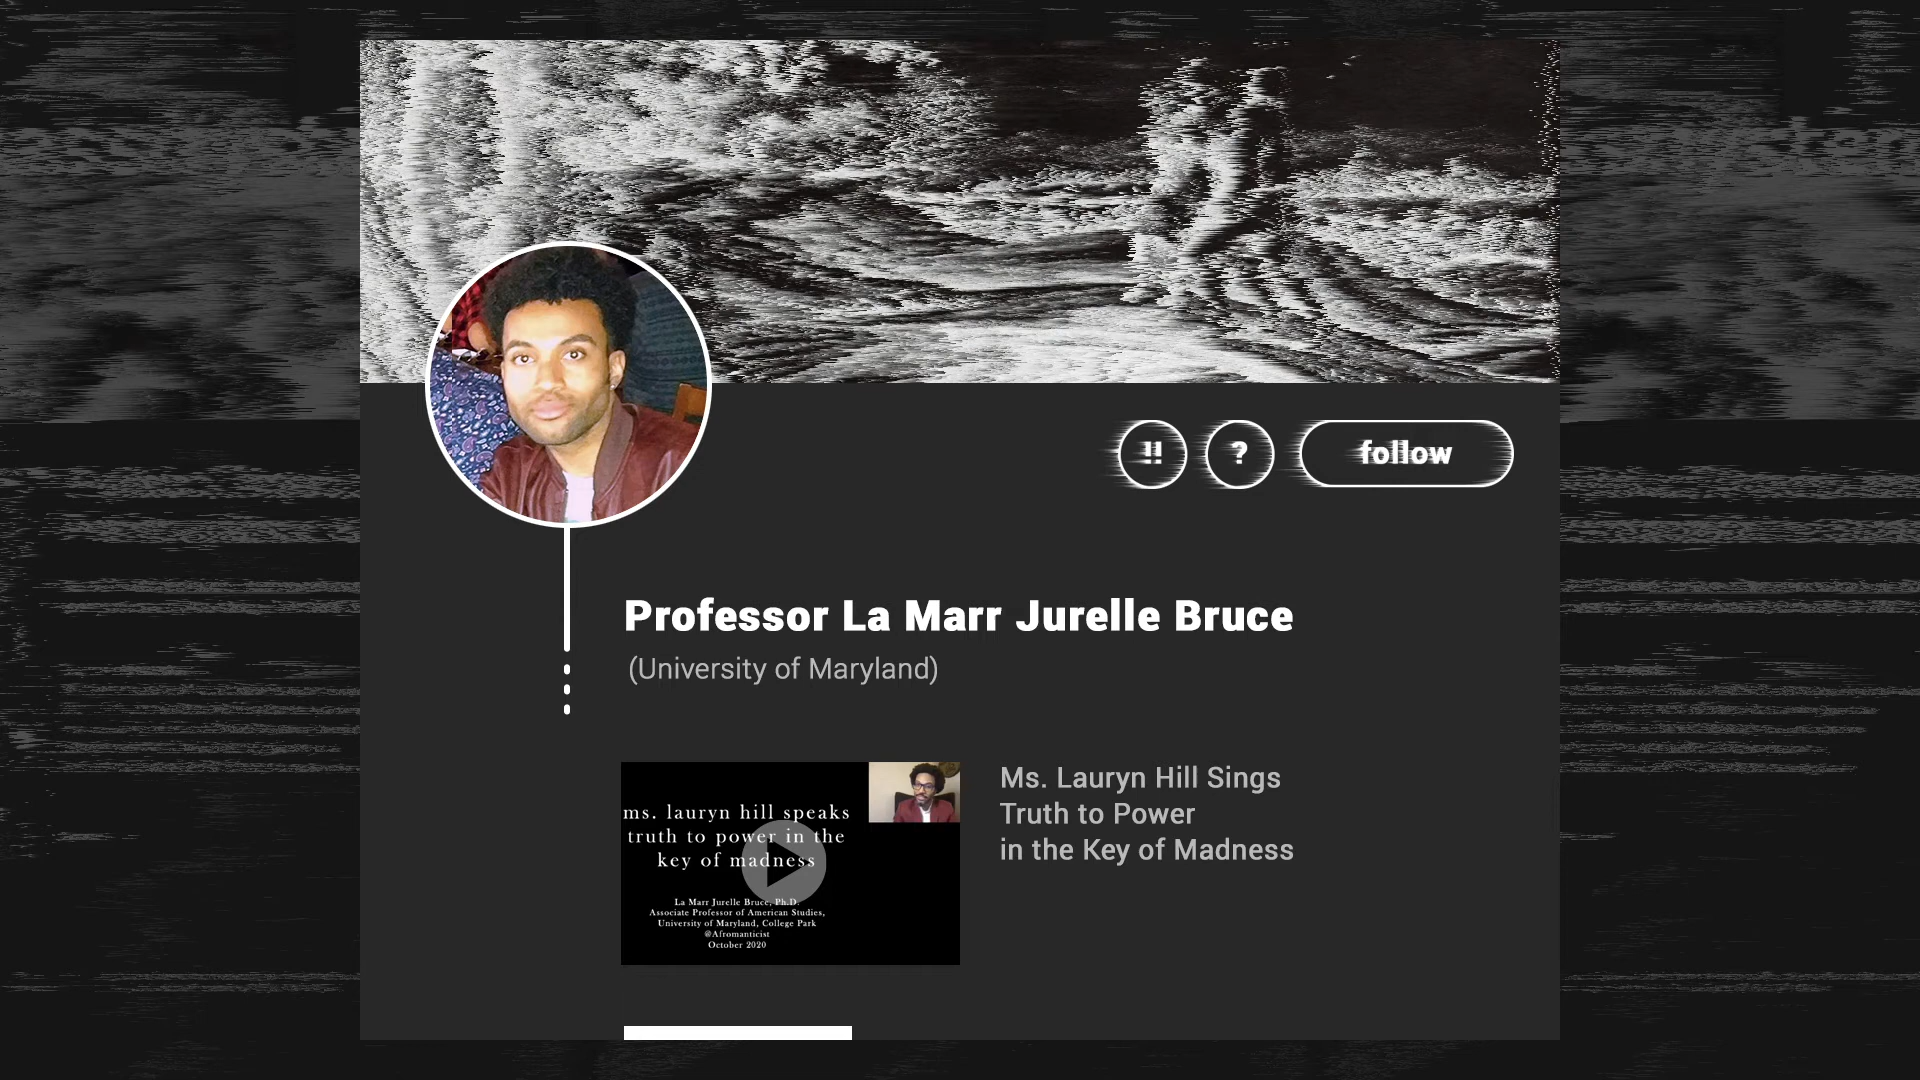 !!
?
follow
Professor La Marr Jurelle Bruce
(University of Maryland)
ms. lauryn hill speaks
truth to power in the
key of madness
La Marr Jurelle Bruce, Ph.D.
Associate Professor of American Studies,
University of Maryland, College Park
@Afromanticist
October 2020
Ms. Lauryn Hill Sings
Truth to Power
in the Key of Madness